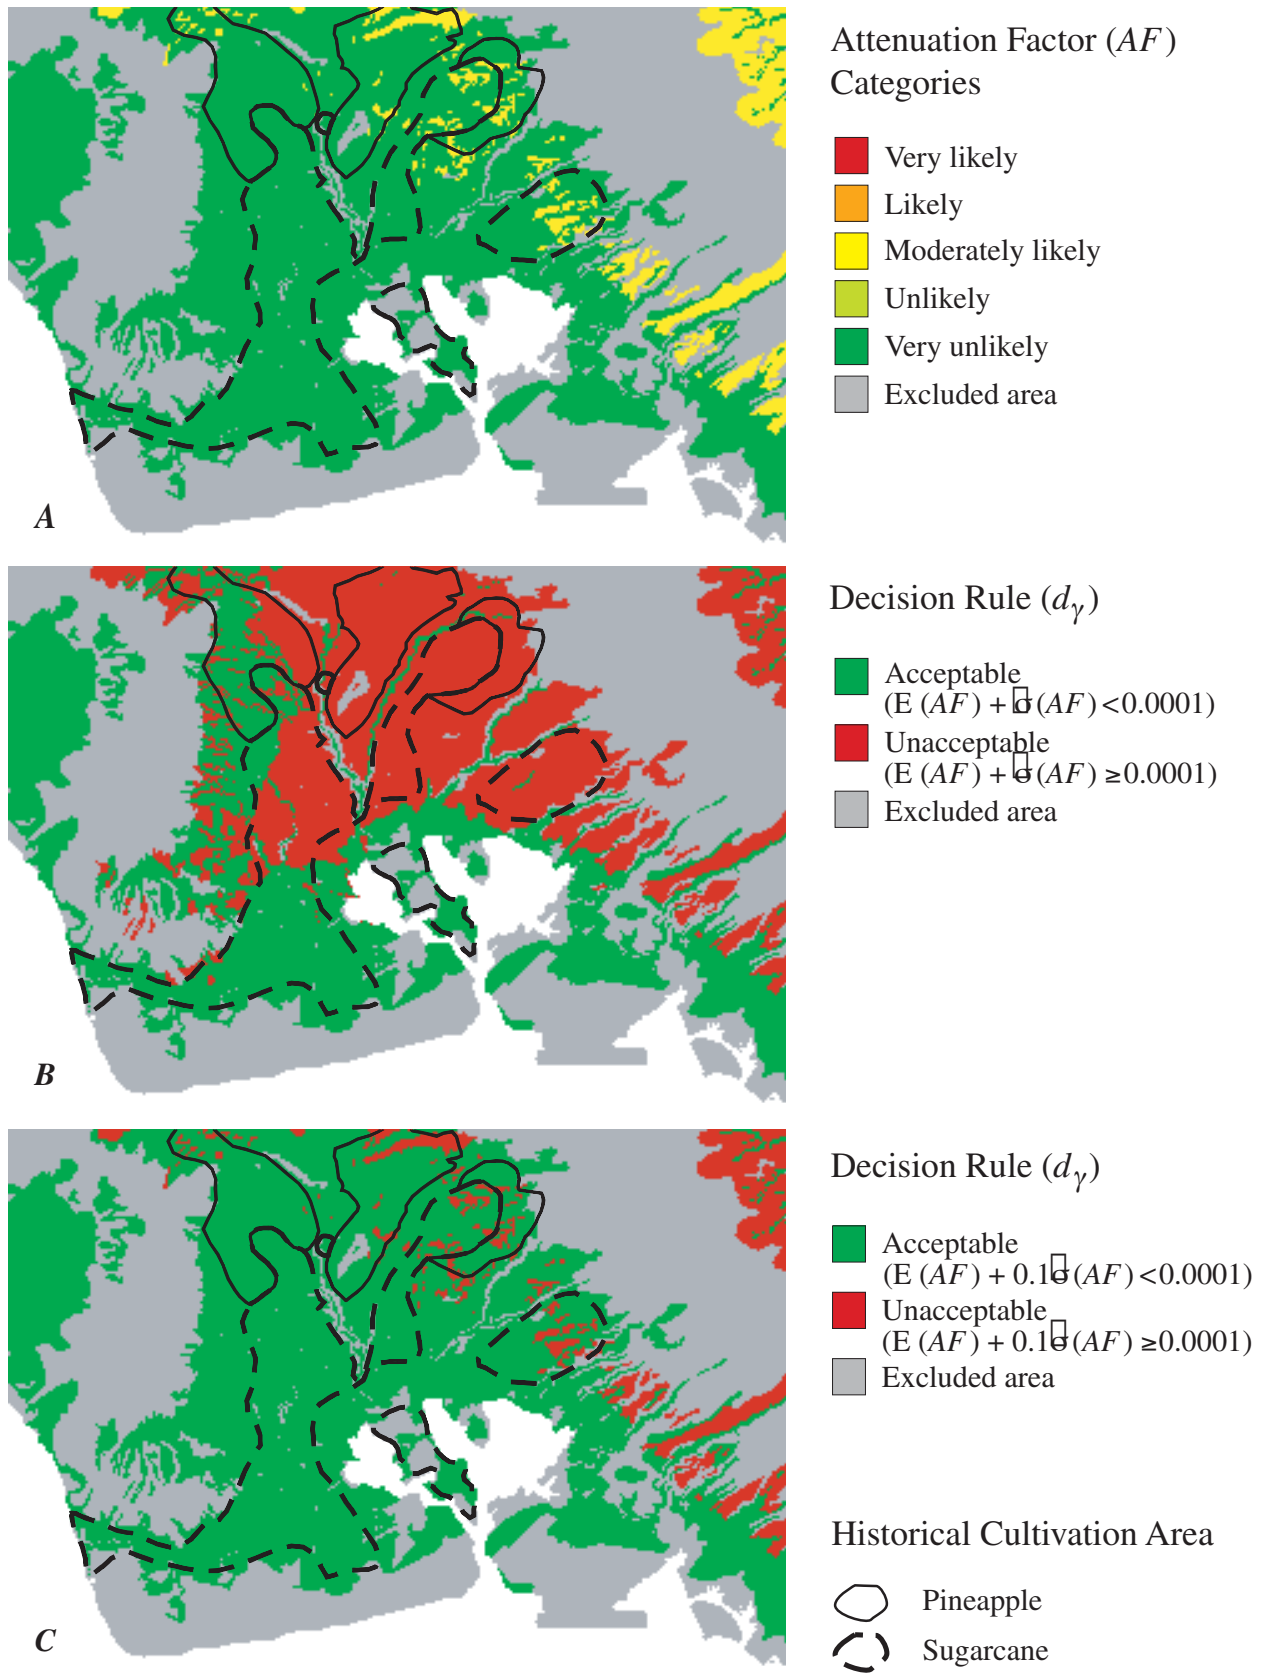 Attenuation Factor (AF)
Categories
Very likely
Likely
Moderately likely
Unlikely
Very unlikely
Excluded area
A
Decision Rule (dγ)
Acceptable
(E (AF) + σ (AF) <0.0001)
Unacceptable
(E (AF) + σ (AF) ≥0.0001)
Excluded area
B
Decision Rule (dγ)
Acceptable
(E (AF) + 0.1σ (AF) <0.0001)
Unacceptable
(E (AF) + 0.1σ (AF) ≥0.0001)
Excluded area
Historical Cultivation Area
Pineapple
Sugarcane
C